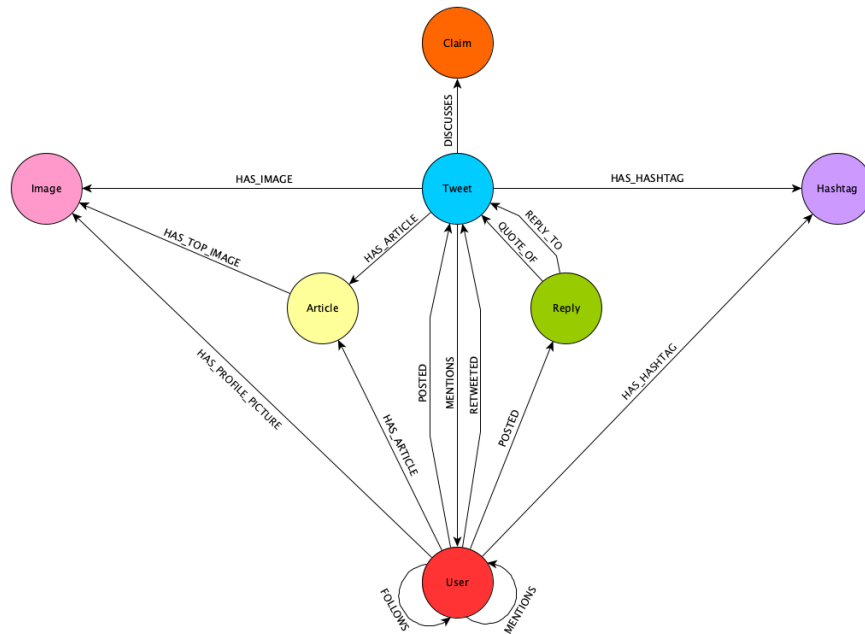 Claim
DISCUSSES
Image
HAS_IMAGE
Tweet
HAS_HASHTAG
Hashtag
HAS_TOP_IMAGE
HAS_ARTICLE
QUOTE_OF
REPLY_TO
Article
Reply
HAS_PROFILE_PICTURE
HAS_ARTICLE
POSTED
MENTIONS
RETWEETED
POSTED
HAS_HASHTAG
User
FOLLOWS
MENTIONS